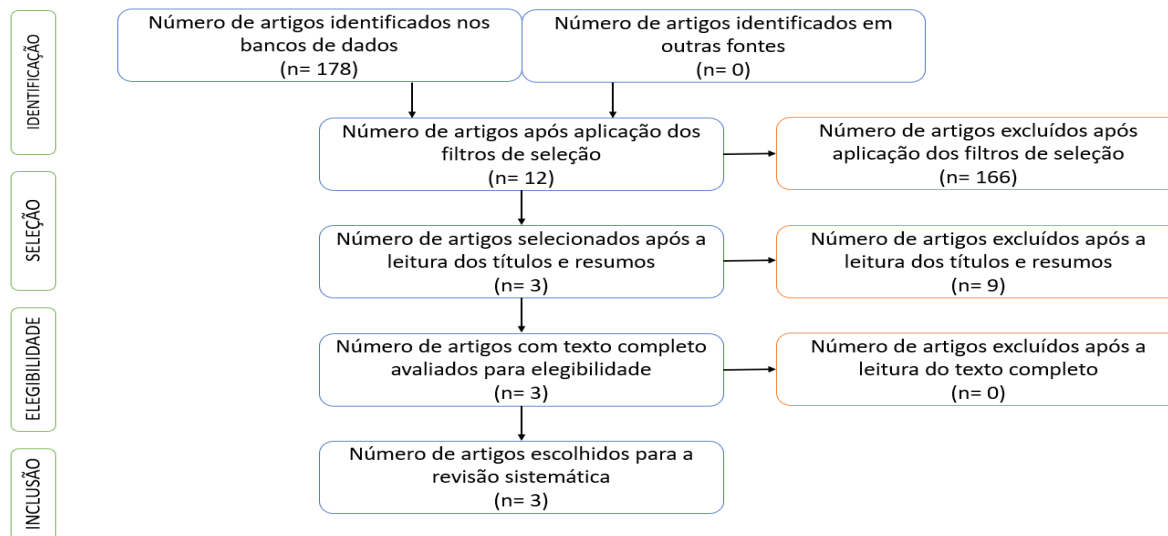 IDENTIFICAÇÃO
Número de artigos identificados nos
bancos de dados
(n= 178)
Número de artigos identificados em
outras fontes
(n= 0)
Número de artigos após aplicação dos
filtros de seleção
(n= 12)
Número de artigos excluídos após
aplicação dos filtros de seleção
(n= 166)
SELEÇÃO
Número de artigos selecionados após a
leitura dos títulos e resumos
(n= 3)
Número de artigos excluídos após a
leitura dos títulos e resumos
(n= 9)
ELEGIBILIDADE
Número de artigos com texto completo
avaliados para elegibilidade
(n= 3)
Número de artigos excluídos após a
leitura do texto completo
(n= 0)
INCLUSÃO
Número de artigos escolhidos para a
revisão sistemática
(n= 3)